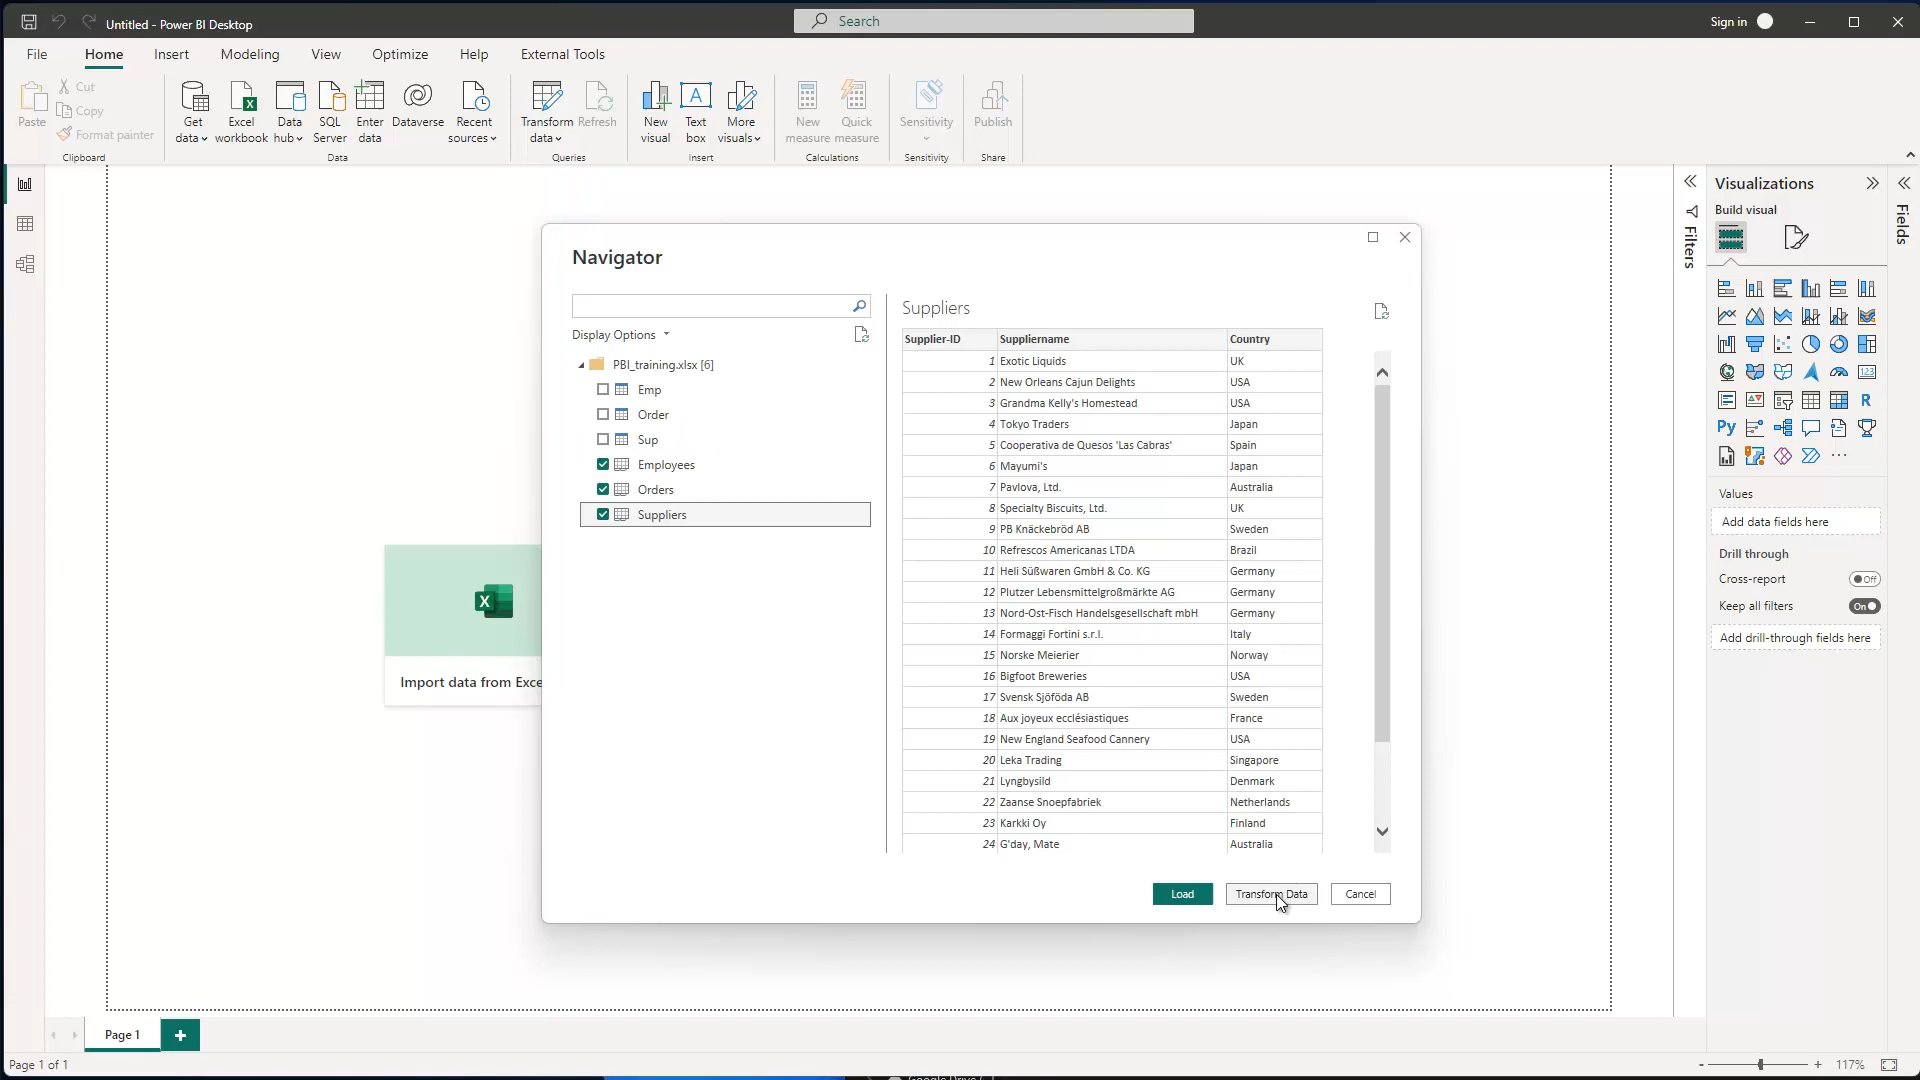 Untitled - Power BI Desktop
Search
Sign in
File
Home
Insert
Modeling
View
Optimize
Help
External Tools
Paste
Cut
Copy
Format painter
Clipboard
Get data
Excel workbook
Data hub
SQL Server
Enter data
Dataverse
Recent sources
Data
Transform data
Refresh
Queries
New visual
Text box
More visuals
Insert
New measure
Quick measure
Calculations
Sensitivity
Sensitivity
Publish
Share
Navigator
Display Options
PBI_training.xlsx [6]
Emp
Order
Sup
Employees
Orders
Suppliers
Suppliers
Supplier-ID Suppliername Country
1 Exotic Liquids UK
2 New Orleans Cajun Delights USA
3 Grandma Kelly's Homestead USA
4 Tokyo Traders Japan
5 Cooperativa de Quesos 'Las Cabras' Spain
6 Mayumi's Japan
7 Pavlova, Ltd. Australia
8 Specialty Biscuits, Ltd. UK
9 PB Knäckebröd AB Sweden
10 Refrescos Americanas LTDA Brazil
11 Heli Süßwaren GmbH & Co. KG Germany
12 Plutzer Lebensmittelgroßmärkte AG Germany
13 Nord-Ost-Fisch Handelsgesellschaft mbH Germany
14 Formaggi Fortini s.r.l. Italy
15 Norske Meierier Norway
16 Bigfoot Breweries USA
17 Svensk Sjöföda AB Sweden
18 Aux joyeux ecclésiastiques France
19 New England Seafood Cannery USA
20 Leka Trading Singapore
21 Lyngbysild Denmark
22 Zaanse Snoepfabriek Netherlands
23 Karkki Oy Finland
24 G'day, Mate Australia
Load
Transform Data
Cancel
Import data from Exce
Filters
Visualizations
Build visual
Fields
123
R
Py
Values
Add data fields here
Drill through
Cross-report
Off
Keep all filters
On
Add drill-through fields here
Page 1
Page 1 of 1
117%